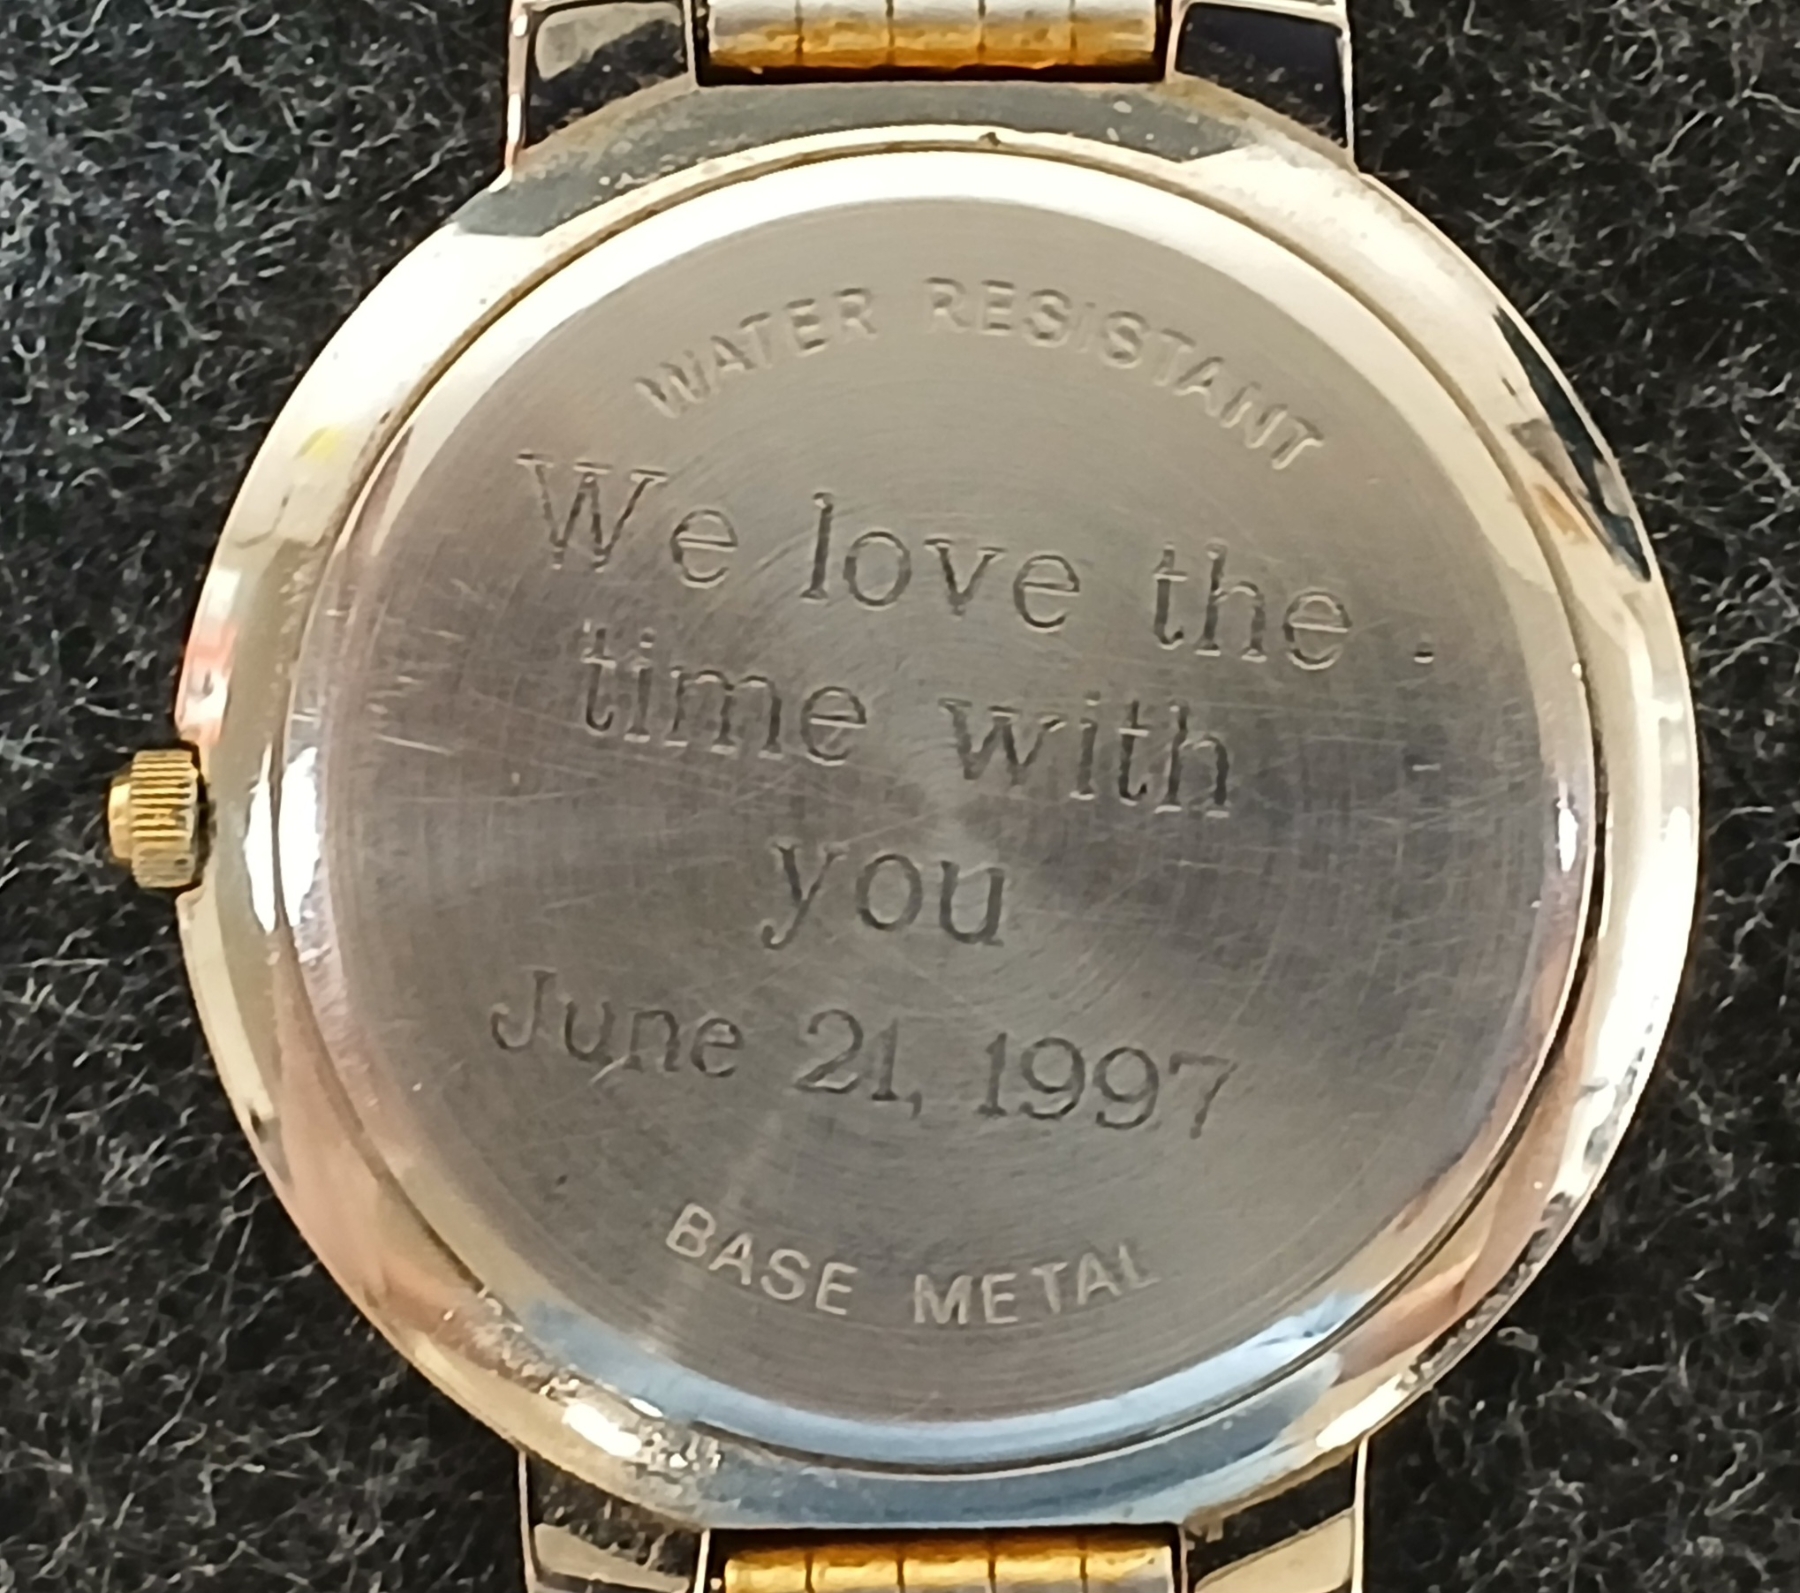 WATER RESISTANT
We love the
time with
you
June 21, 1997
BASE METAL